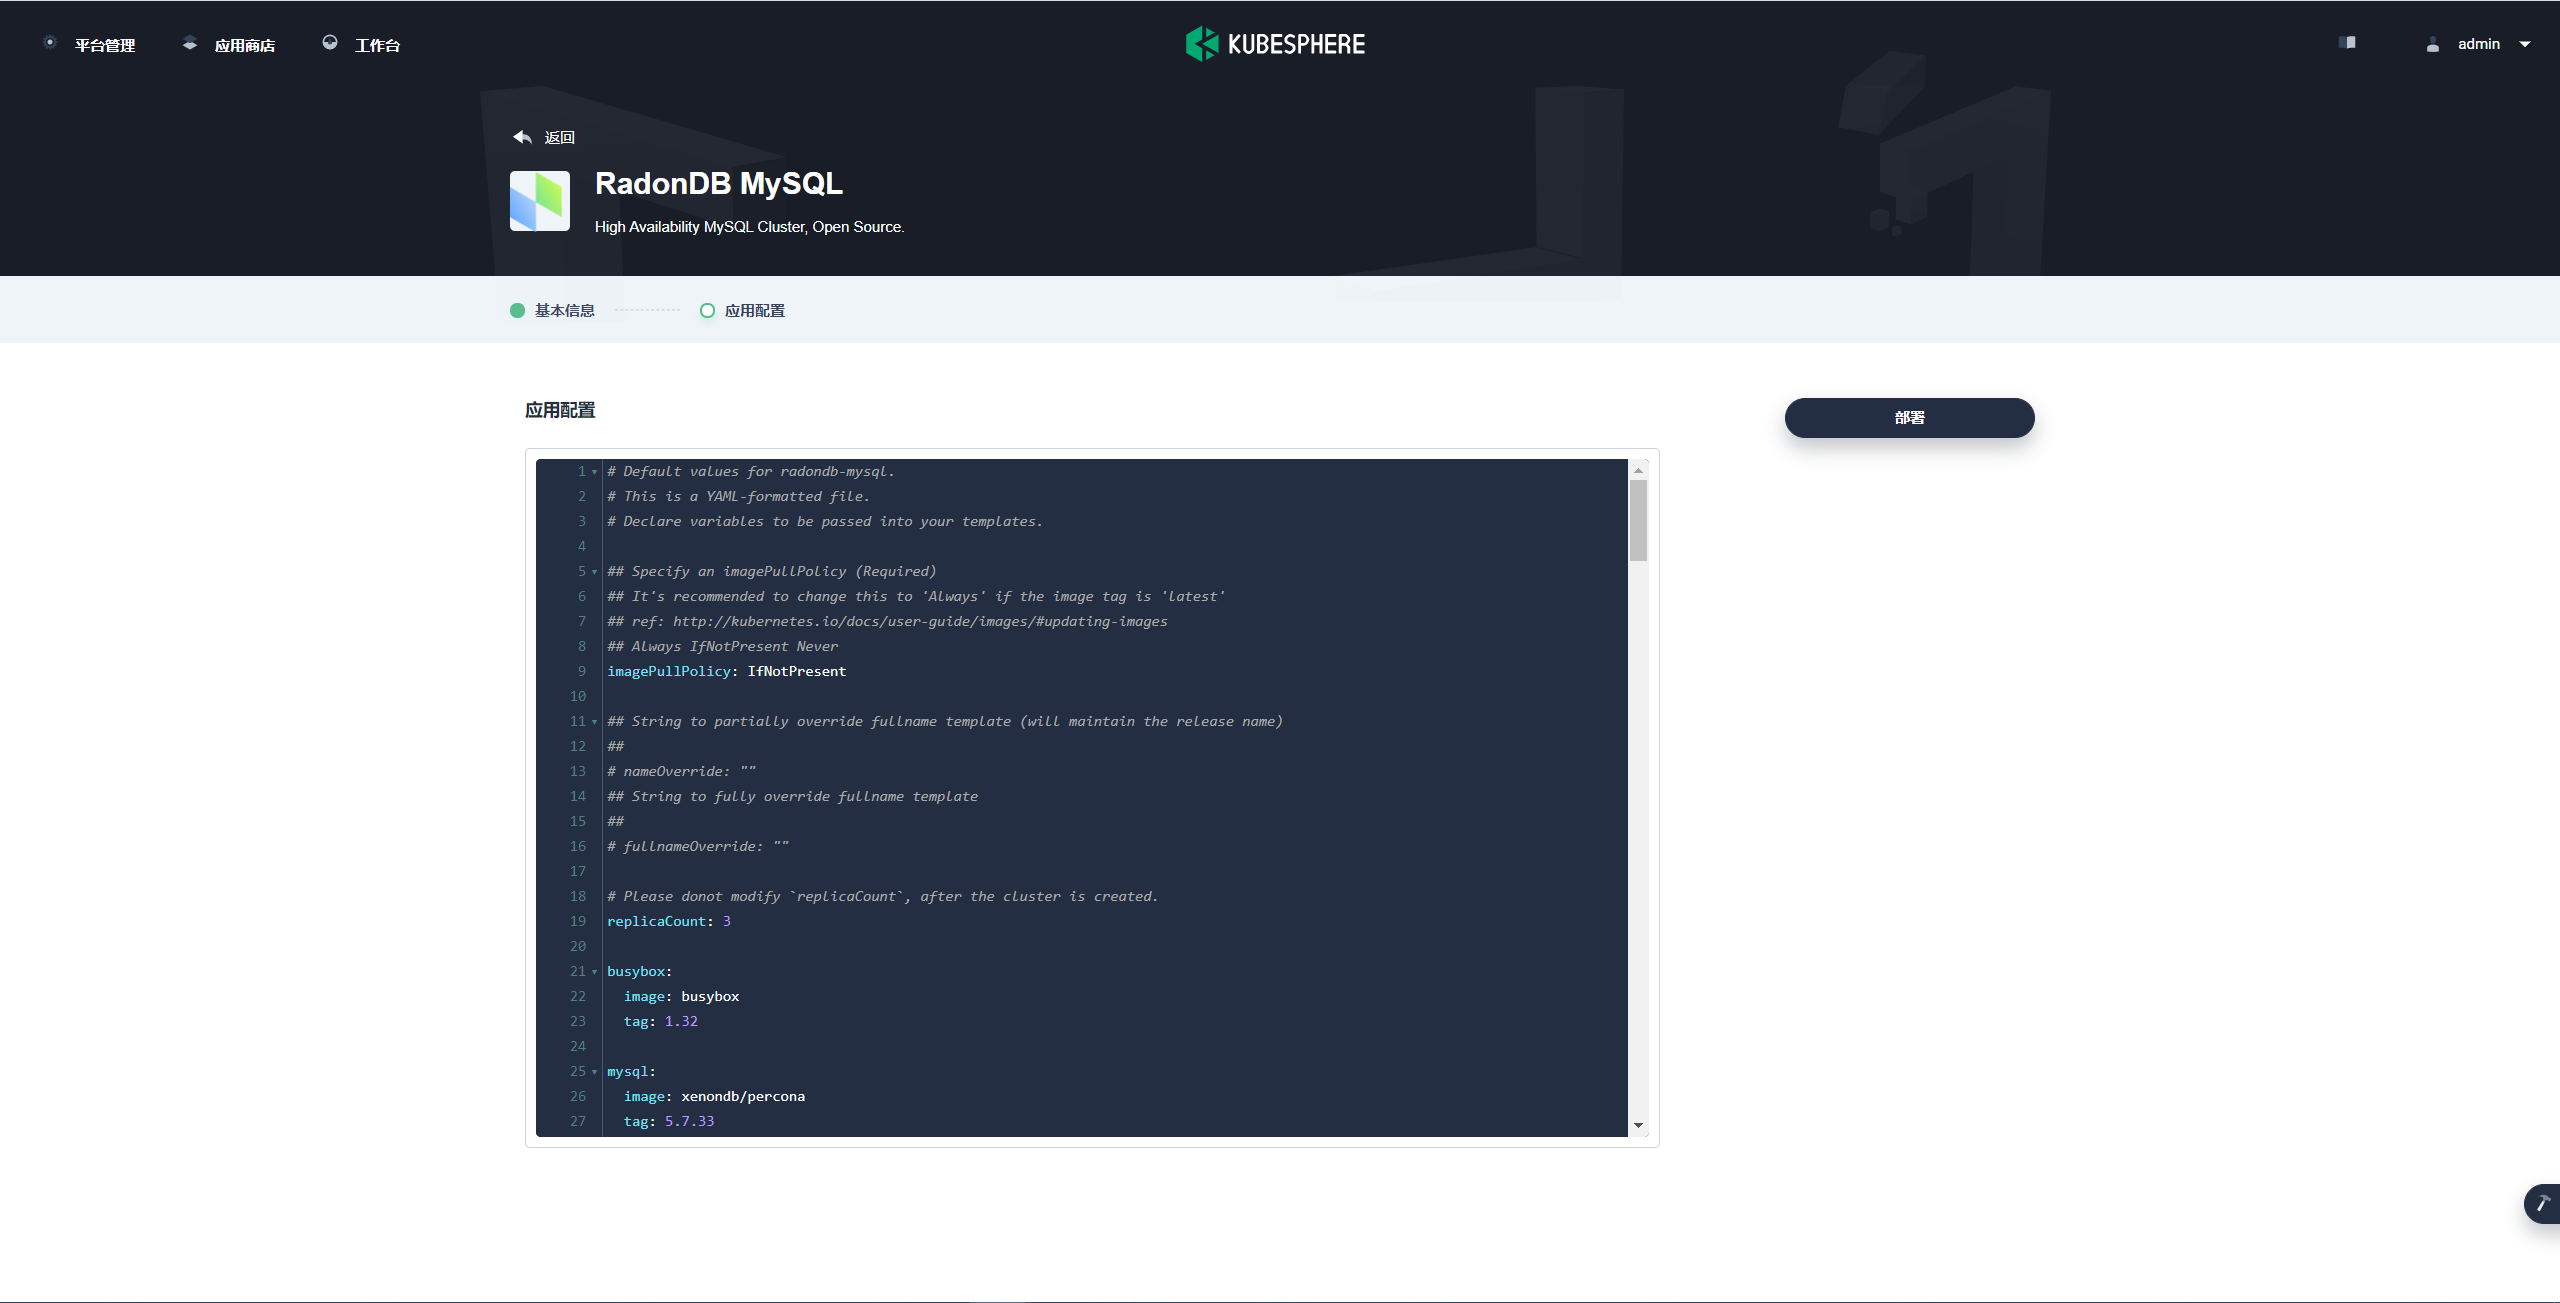 平台管理
应用商店
工作台
KUBESPHERE
admin
返回
RadonDB MySQL
High Availability MySQL Cluster, Open Source.
基本信息
应用配置
应用配置
部署
1 # Default values for radondb-mysql.
2 # This is a YAML-formatted file.
3 # Declare variables to be passed into your templates.
4
5 ## Specify an imagePullPolicy (Required)
6 ## It's recommended to change this to 'Always' if the image tag is 'latest'
7 ## ref: http://kubernetes.io/docs/user-guide/images/#updating-images
8 ## Always IfNotPresent Never
9 imagePullPolicy: IfNotPresent
10
11 ## String to partially override fullname template (will maintain the release name)
12 ##
13 # nameOverride: ""
14 ## String to fully override fullname template
15 ##
16 # fullnameOverride: ""
17
18 # Please donot modify `replicaCount`, after the cluster is created.
19 replicaCount: 3
20
21 busybox:
22   image: busybox
23   tag: 1.32
24
25 mysql:
26   image: xenondb/percona
27   tag: 5.7.33